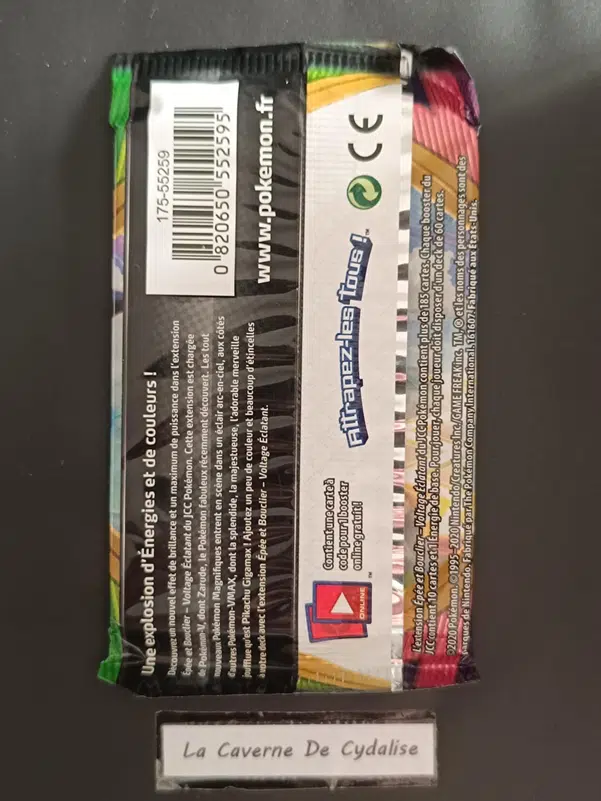 Une explosion d'Énergies et de couleurs !
Découvrez un nouvel effet de brillance et un maximum de puissance dans l'extension
Épée et Bouclier – Voltage Éclatant du JCC Pokémon. Cette extension est chargée
de Pokémon-V, dont Zarude, le Pokémon fabuleux récemment découvert. Les tout
nouveaux Pokémon Magnifiques entrent en scène dans un éclair arc-en-ciel, aux côtés
d'autres Pokémon-VMAX, dont la splendide, la majestueuse, l'adorable merveille
joufflue qu'est Pikachu Gigamax ! Ajoutez un peu de couleur et beaucoup d'étincelles
à votre deck avec l'extension Épée et Bouclier – Voltage Éclatant.
175-55259
0 820650 552595
www.pokemon.fr
ONLINE
TM
Contient une carte à
code pour 1 booster
online gratuit !
Attrapez-les tous !
TM
CE
L'extension Épée et Bouclier – Voltage Éclatant du JCC Pokémon contient plus de 185 cartes. Chaque booster du
JCC contient 10 cartes et 1 Énergie de base. Pour jouer, chaque joueur doit disposer d'un deck de 60 cartes.
©2020 Pokémon. ©1995–2020 Nintendo/Creatures Inc./GAME FREAK inc. TM, ® et les noms des personnages sont des
marques de Nintendo. Fabriqué par The Pokémon Company International. 161607. Fabriqué aux États-Unis.
La Caverne De Cydalise